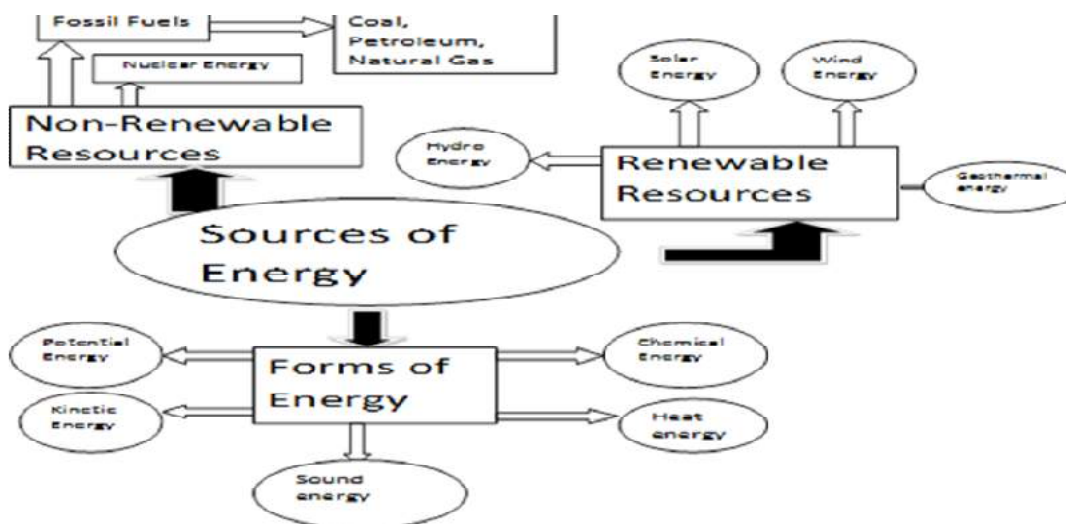 Fossil Fuels
Coal,
Petroleum,
Natural Gas
Nuclear Energy
Non-Renewable
Resources
Solar
Energy
Wind
Energy
Hydro
Energy
Renewable
Resources
Geothermal
energy
Sources of
Energy
Potential
Energy
Forms of
Energy
Chemical
Energy
Kinetic
Energy
Heat
energy
Sound
energy